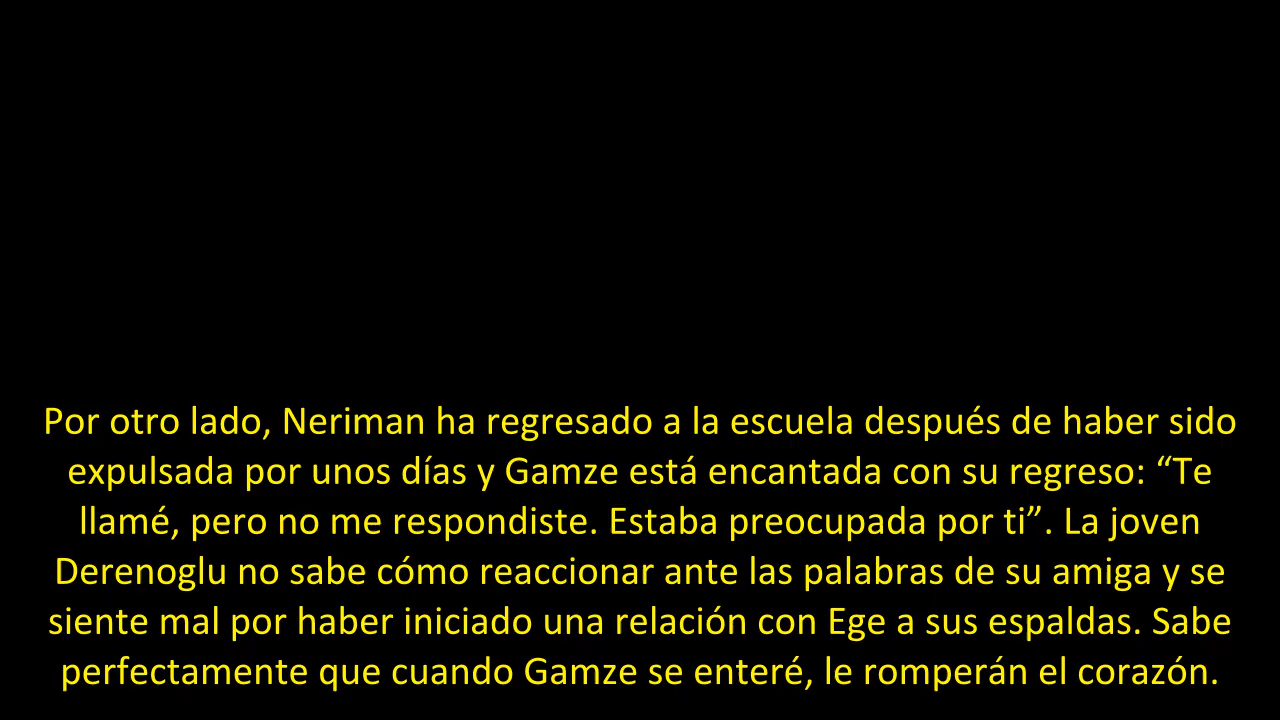 Por otro lado, Neriman ha regresado a la escuela después de haber sido
expulsada por unos días y Gamze está encantada con su regreso: “Te
llamé, pero no me respondiste. Estaba preocupada por ti”. La joven
Derenoglu no sabe cómo reaccionar ante las palabras de su amiga y se
siente mal por haber iniciado una relación con Ege a sus espaldas. Sabe
perfectamente que cuando Gamze se enteré, le romperán el corazón.